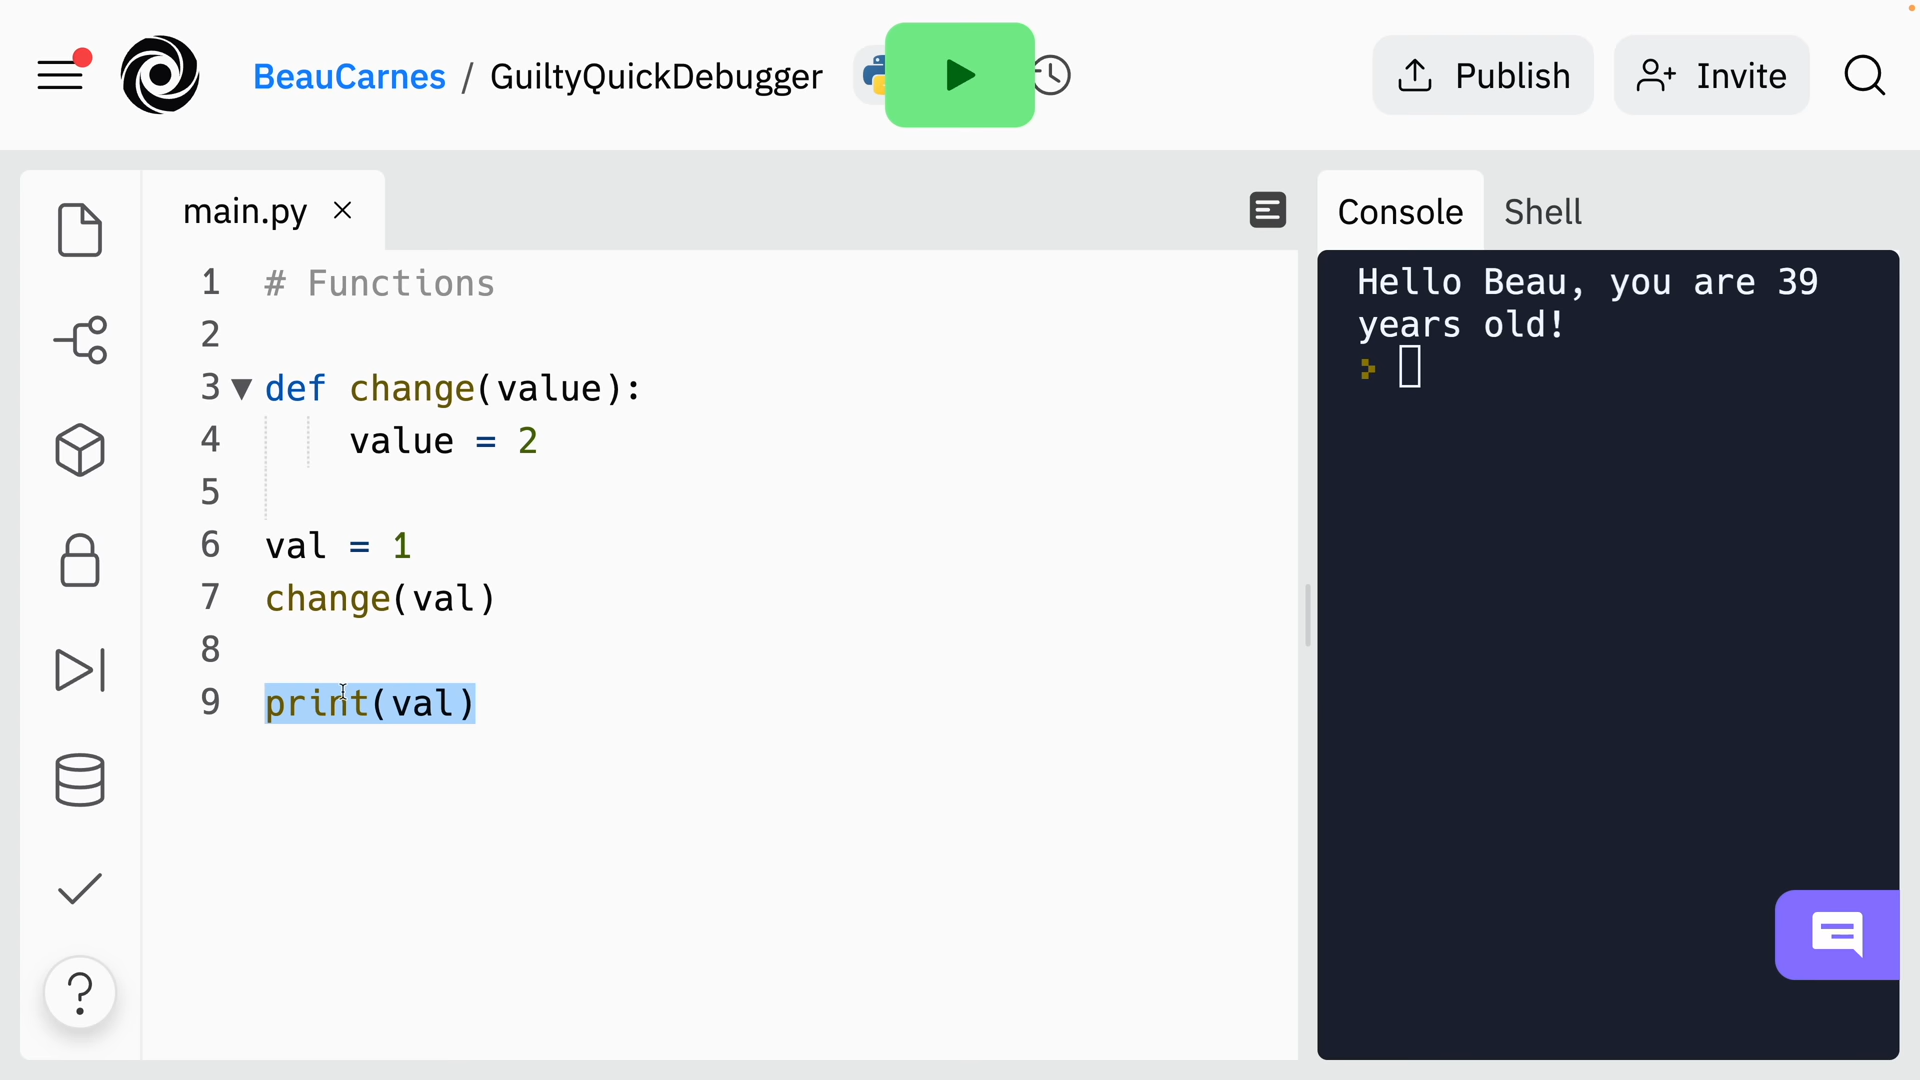 BeauCarnes / GuiltyQuickDebugger
Publish
Invite
main.py
Console
Shell
1 # Functions
2
3 def change(value):
4 value = 2
5
6 val = 1
7 change(val)
8
9 print(val)
Hello Beau, you are 39
years old!